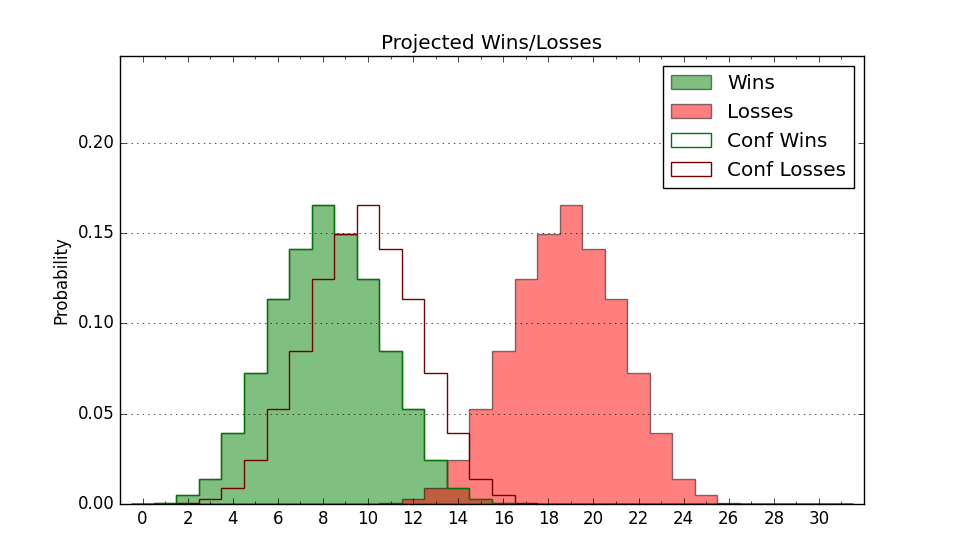 Projected Wins/Losses
Wins
Losses
Conf Wins
Conf Losses
Probability
0.20
0.15
0.10
0.05
0.00
0 2 4 6 8 10 12 14 16 18 20 22 24 26 28 30